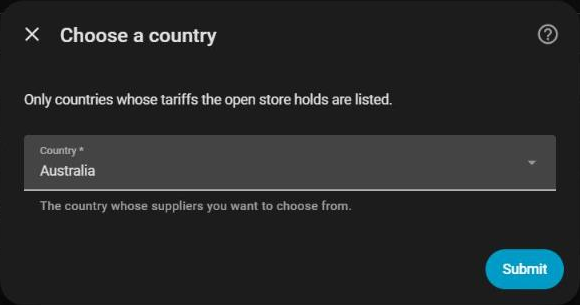 Choose a country
Only countries whose tariffs the open store holds are listed.
Country *
Australia
The country whose suppliers you want to choose from.
Submit